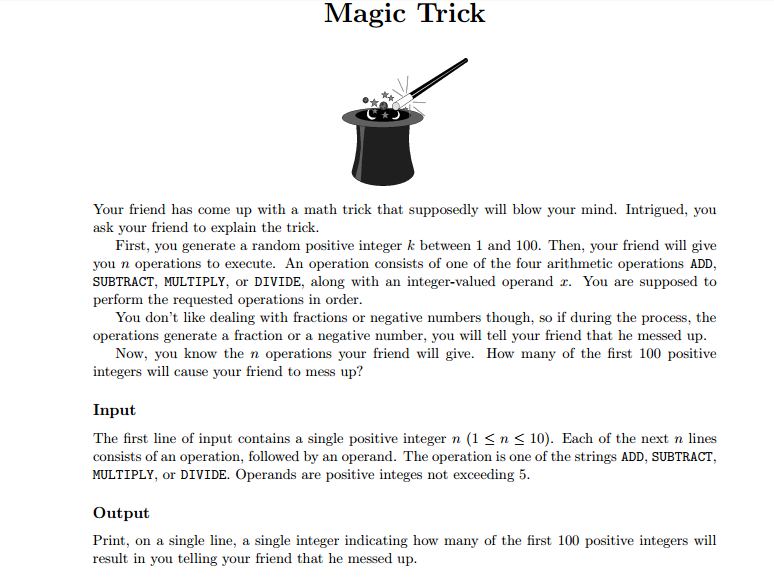 Magic Trick
Your friend has come up with a math trick that supposedly will blow your mind. Intrigued, you
ask your friend to explain the trick.
First, you generate a random positive integer k between 1 and 100. Then, your friend will give
you n operations to execute. An operation consists of one of the four arithmetic operations ADD,
SUBTRACT, MULTIPLY, or DIVIDE, along with an integer-valued operand x. You are supposed to
perform the requested operations in order.
You don't like dealing with fractions or negative numbers though, so if during the process, the
operations generate a fraction or a negative number, you will tell your friend that he messed up.
Now, you know the n operations your friend will give. How many of the first 100 positive
integers will cause your friend to mess up?
Input
The first line of input contains a single positive integer n (1 ≤ n ≤ 10). Each of the next n lines
consists of an operation, followed by an operand. The operation is one of the strings ADD, SUBTRACT,
MULTIPLY, or DIVIDE. Operands are positive integes not exceeding 5.
Output
Print, on a single line, a single integer indicating how many of the first 100 positive integers will
result in you telling your friend that he messed up.